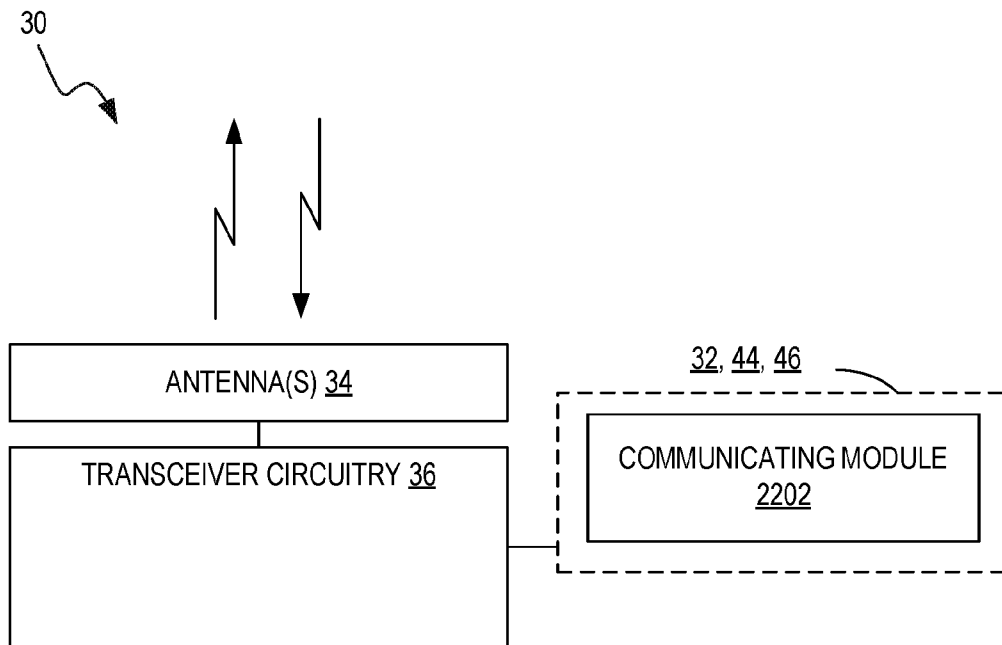 30
ANTENNA(S) 34
32, 44, 46
TRANSCEIVER CIRCUITRY 36
COMMUNICATING MODULE
2202